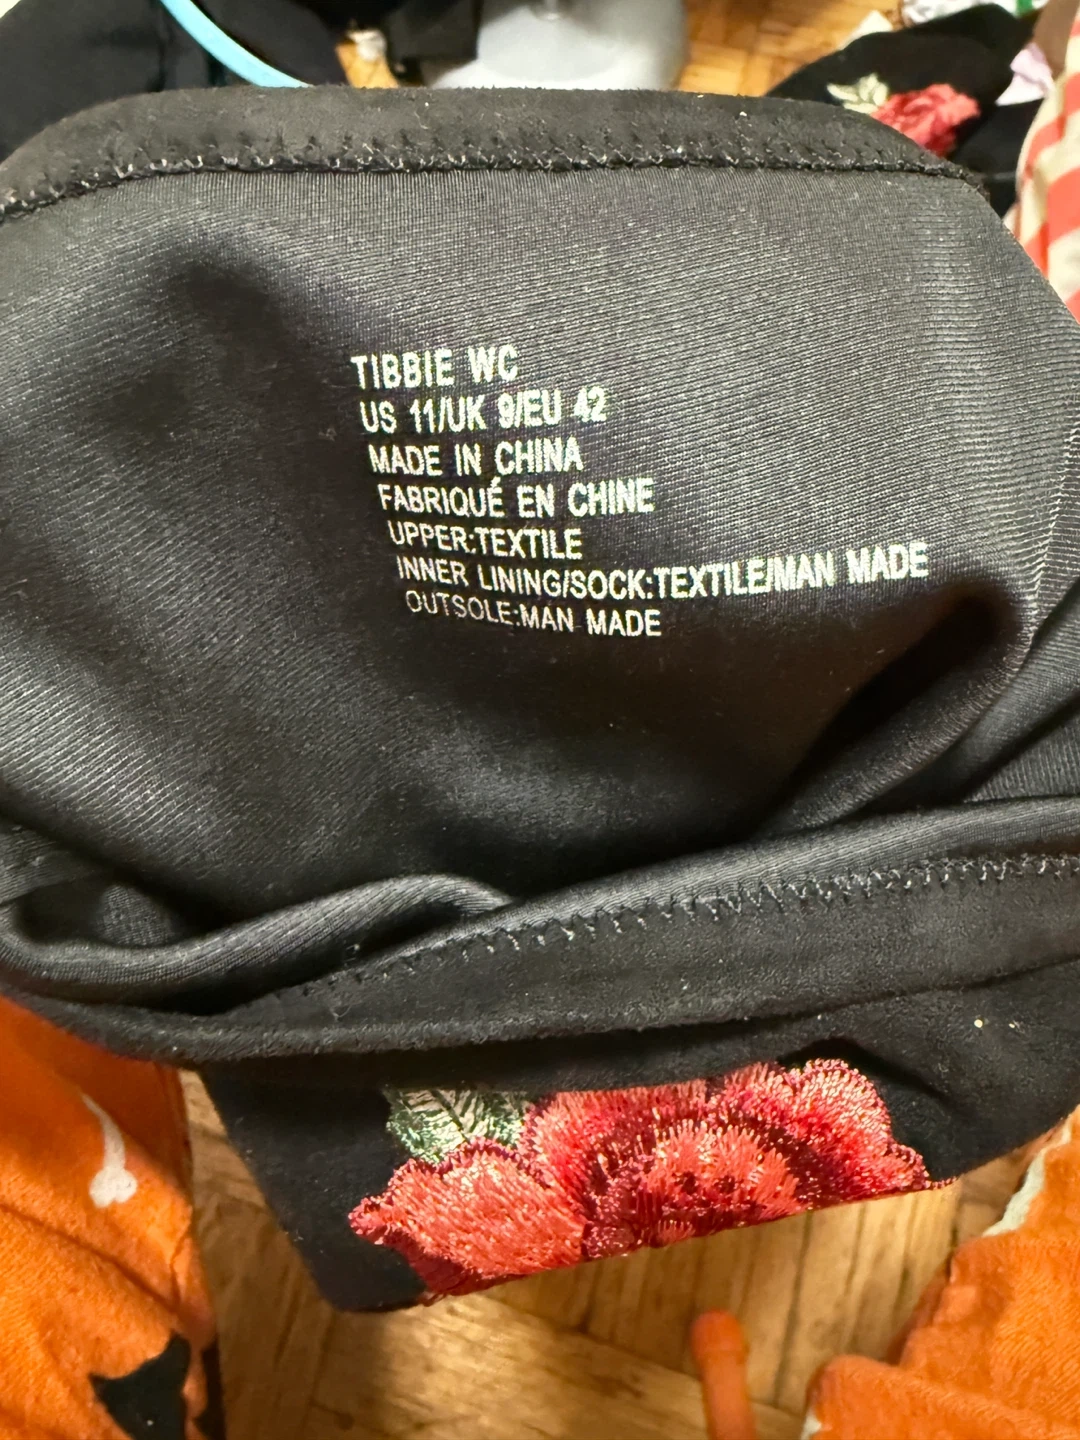 TIBBIE WC
US 11/UK 9/EU 42
MADE IN CHINA
FABRIQUÉ EN CHINE
UPPER:TEXTILE
INNER LINING/SOCK:TEXTILE/MAN MADE
OUTSOLE:MAN MADE